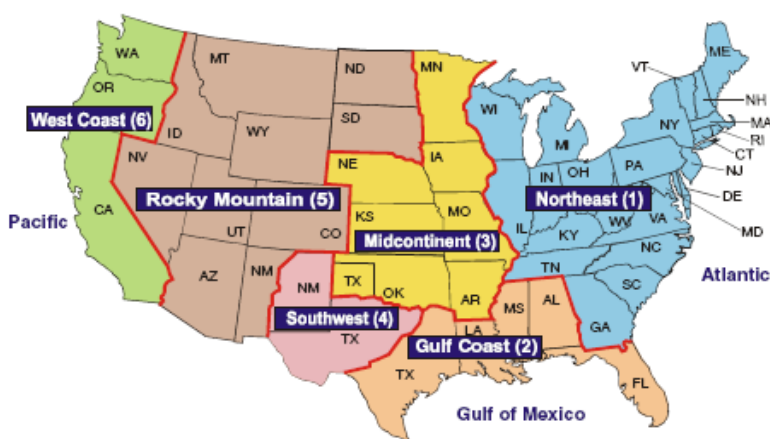 WA
MT
ND
MN
ME
VT
OR
NH
West Coast (6)
ID
WY
SD
WI
MI
NY
MA
RI
CT
NV
NE
IA
PA
NJ
IN
OH
Rocky Mountain (5)
Northeast (1)
DE
Pacific
CA
UT
CO
KS
MO
IL
KY
WV
VA
MD
Midcontinent (3)
NC
Atlantic
AZ
NM
NM
TX
OK
AR
TN
SC
MS
AL
GA
Southwest (4)
TX
LA
Gulf Coast (2)
TX
FL
Gulf of Mexico